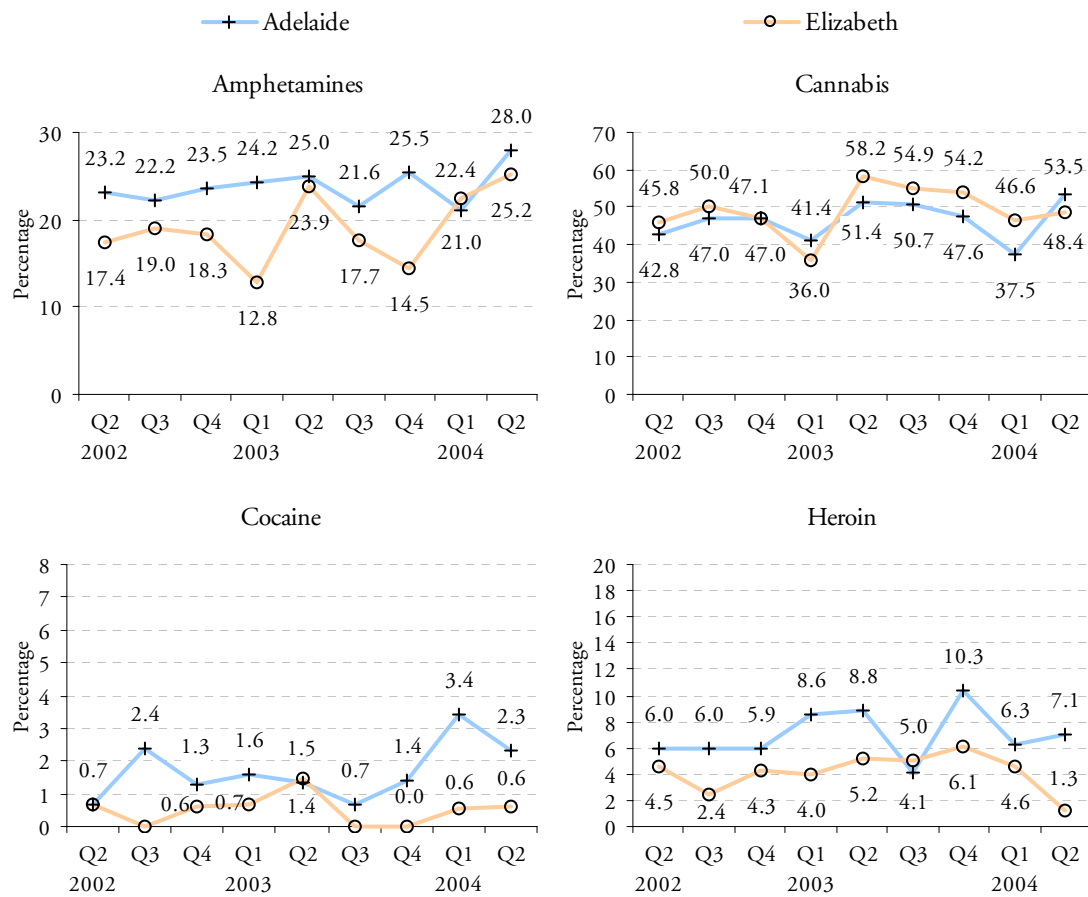 Adelaide
Elizabeth
Amphetamines
Percentage
30
20
10
0
23.2 22.2 23.5 24.2 25.0 21.6 25.5 22.4 28.0
17.4 19.0 18.3 12.8 23.9 17.7 14.5 21.0 25.2
Q2 Q3 Q4 Q1 Q2 Q3 Q4 Q1 Q2
2002 2003 2004
Cannabis
Percentage
70
60
50
40
30
20
10
0
45.8 50.0 47.1 41.4 58.2 54.9 54.2 46.6 53.5
42.8 47.0 47.0 36.0 51.4 50.7 47.6 37.5 48.4
Q2 Q3 Q4 Q1 Q2 Q3 Q4 Q1 Q2
2002 2003 2004
Cocaine
Percentage
8
7
6
5
4
3
2
1
0
0.7 2.4 1.3 1.6 1.5 0.7 1.4 3.4 2.3
0.6 0.7 1.4 0.0 0.6 0.6
Q2 Q3 Q4 Q1 Q2 Q3 Q4 Q1 Q2
2002 2003 2004
Heroin
Percentage
20
18
16
14
12
10
8
6
4
2
0
6.0 6.0 5.9 8.6 8.8 5.0 10.3 6.3 7.1
4.5 2.4 4.3 4.0 5.2 4.1 6.1 4.6 1.3
Q2 Q3 Q4 Q1 Q2 Q3 Q4 Q1 Q2
2002 2003 2004